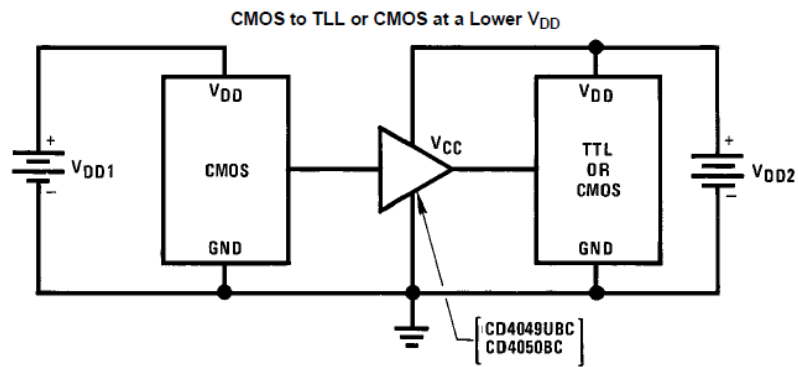 CMOS to TLL or CMOS at a Lower VDD
VDD
VDD
+
VCC
+
VDD1
CMOS
TTL
OR
CMOS
VDD2
−
−
GND
GND
CD4049UBC
CD4050BC